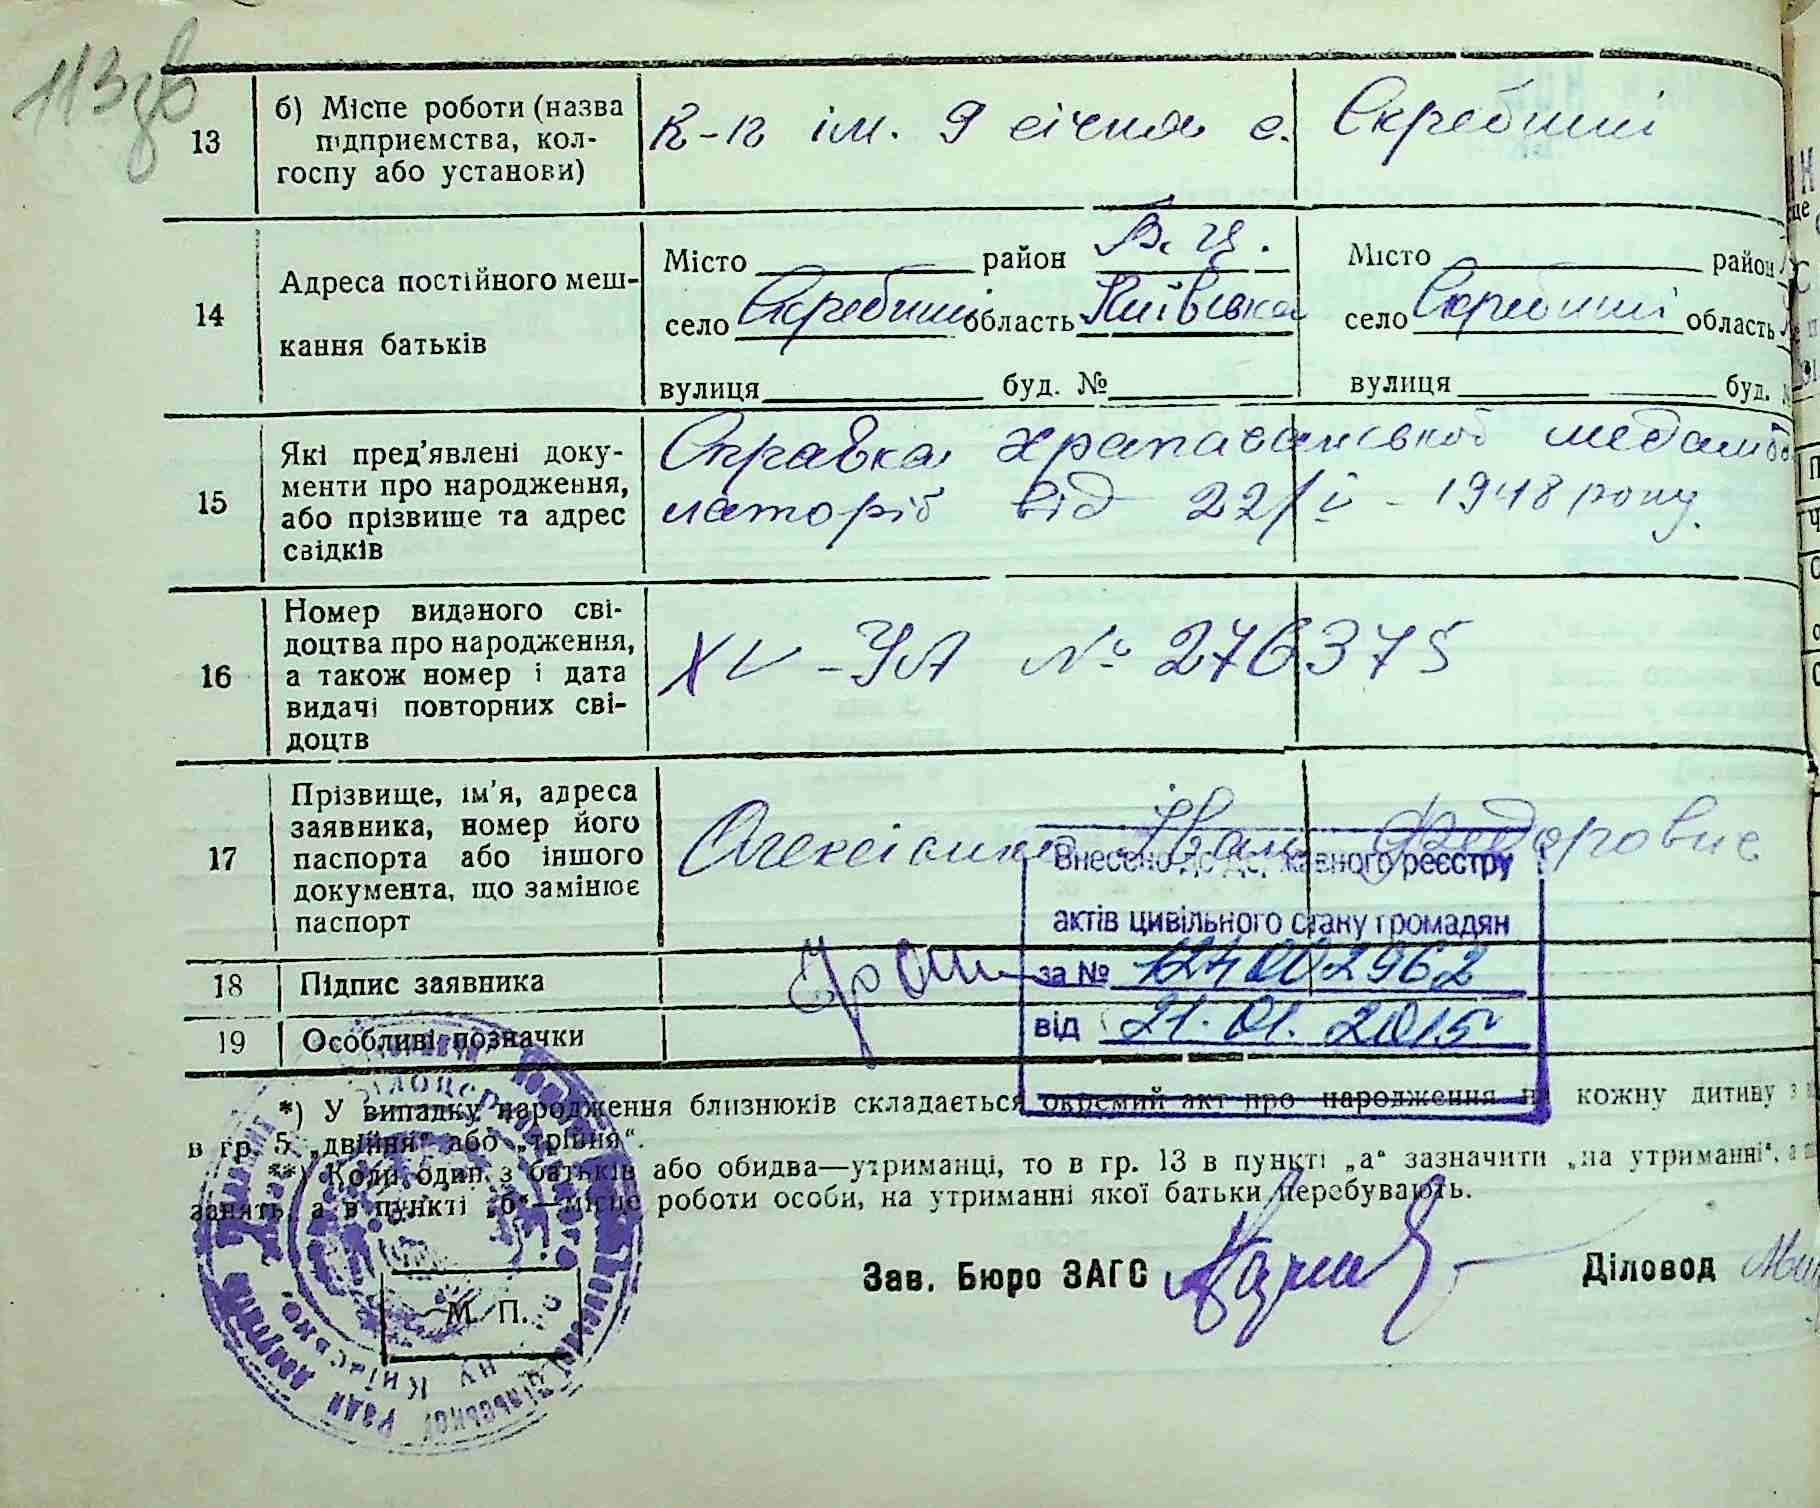 113зв
13
б) Місце роботи (назва
підприємства, кол-
госпу або установи)
К-п ім. 9 січня с. Скребиші
14
Адреса постійного меш-
кання батьків
Місто район Б. Ц.
село Скребиші область Київська
вулиця буд. №
Місто район
село Скребиші область
вулиця буд.
15
Які пред’явлені доку-
менти про народження,
або прізвище та адрес
свідків
Справка
від 22/V - 1948 року.
16
Номер виданого сві-
доцтва про народження,
а також номер і дата
видачі повторних сві-
доцтв
XV - УА № 276375
17
Прізвище, ім’я, адреса
заявника, номер його
паспорта або іншого
документа, що замінює
паспорт
Іван Федорович
Внесено до державного реєстру
актів цивільного стану громадян
за № 124002962
від 21.01.2015
18
Підпис заявника
19
Особливі позначки
*) У випадку народження близнюків складається окремий акт про народження на кожну дитину з
в гр. 5 „двійня“ або „трійня“.
**) Коли один з батьків або обидва—утриманці, то в гр. 13 в пункті „а“ зазначити „на утриманні“, а
занять, а в пункті „б“—місце роботи особи, на утриманні якої батьки перебувають.
Зав. Бюро ЗАГС
Діловод
М. П.